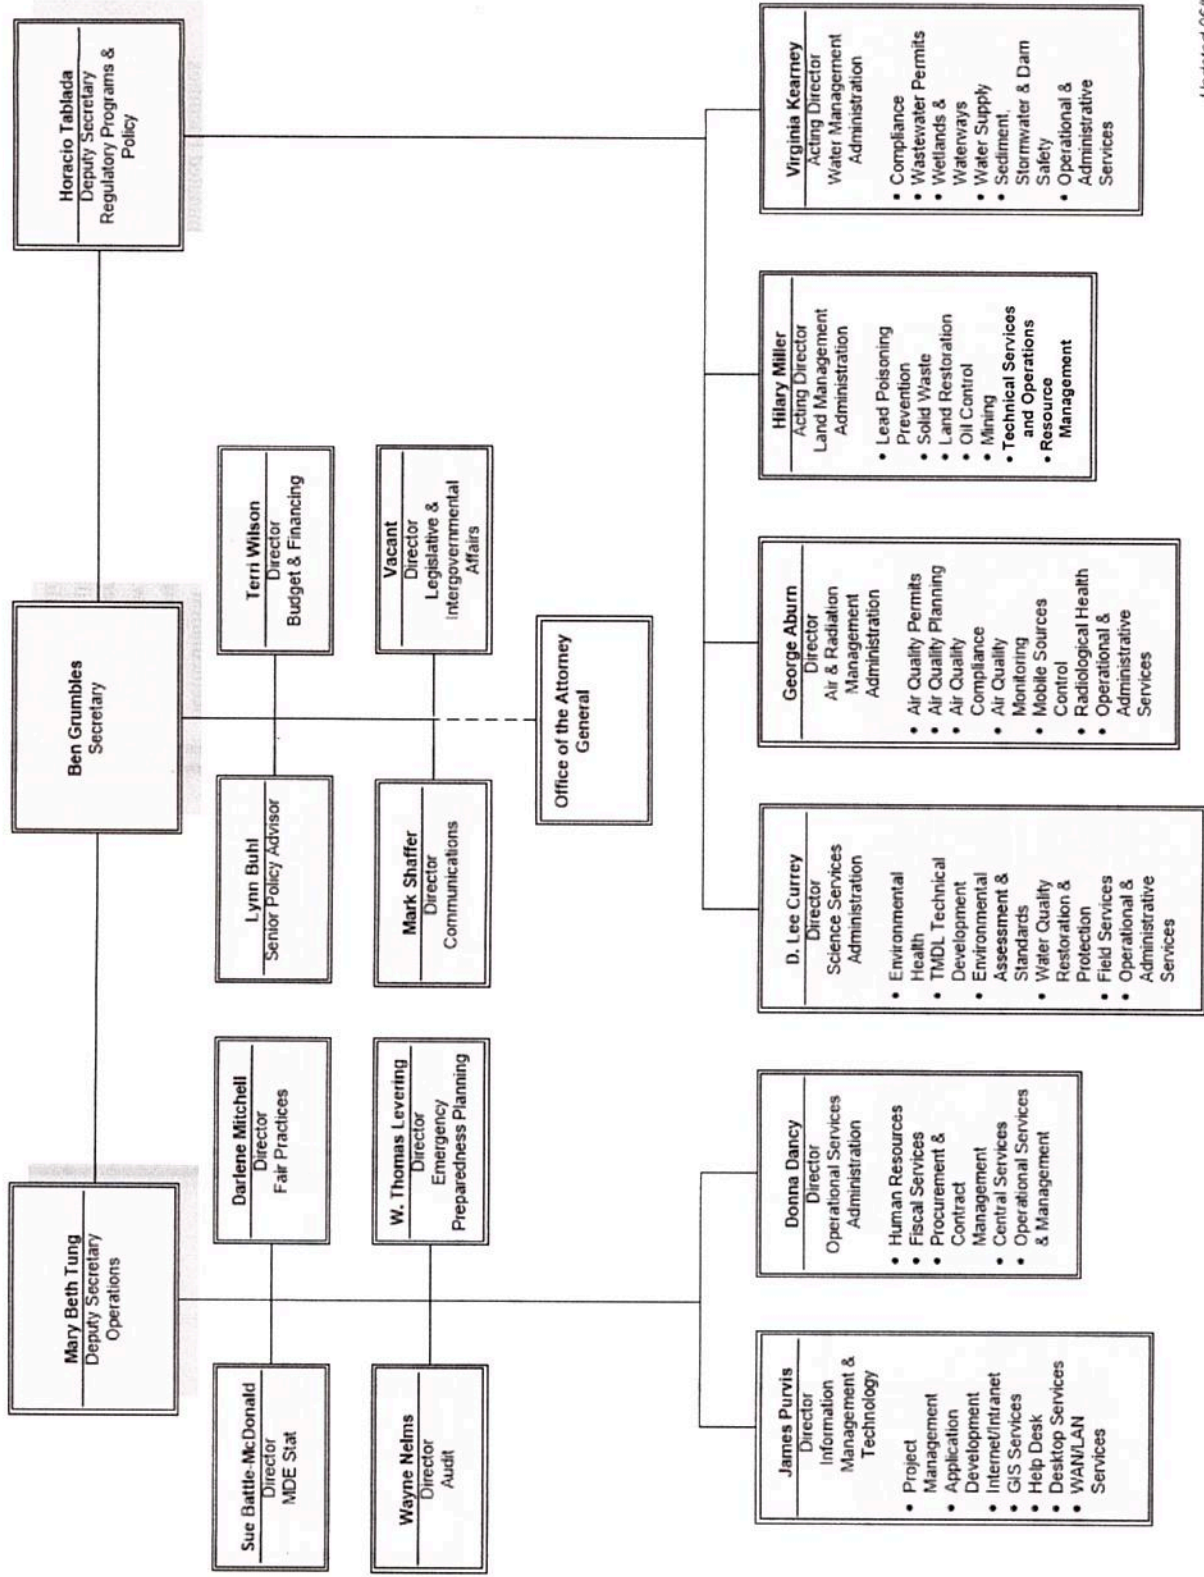 Mary Beth Tung
Deputy Secretary
Operations
Ben Grumbles
Secretary
Horacio Tablada
Deputy Secretary
Regulatory Programs &
Policy
Sue Battle-McDonald
Director
MDE Stat
Darlene Mitchell
Director
Fair Practices
Lynn Buhl
Senior Policy Advisor
Terri Wilson
Director
Budget & Financing
Wayne Nelms
Director
Audit
W. Thomas Levering
Director
Emergency
Preparedness Planning
Mark Shaffer
Director
Communications
Vacant
Director
Legislative &
Intergovernmental
Affairs
Office of the Attorney
General
James Purvis
Director
Information
Management &
Technology
• Project
Management
• Application
Development
• Internet/Intranet
• GIS Services
• Help Desk
• Desktop Services
• WAN/LAN
Services
Donna Dancy
Director
Operational Services
Administration
• Human Resources
• Fiscal Services
• Procurement &
Contract
Management
• Central Services
• Operational Services
& Management
D. Lee Currey
Director
Science Services
Administration
• Environmental
Health
• TMDL Technical
Development
• Environmental
Assessment &
Standards
• Water Quality
Restoration &
Protection
• Field Services
• Operational &
Administrative
Services
George Aburn
Director
Air & Radiation
Management
Administration
• Air Quality Permits
• Air Quality Planning
• Air Quality
Compliance
• Air Quality
Monitoring
• Mobile Sources
Control
• Radiological Health
• Operational &
Administrative
Services
Hilary Miller
Acting Director
Land Management
Administration
• Lead Poisoning
Prevention
• Solid Waste
• Land Restoration
• Oil Control
• Mining
• Technical Services
and Operations
• Resource
Management
Virginia Kearney
Acting Director
Water Management
Administration
• Compliance
• Wastewater Permits
• Wetlands &
Waterways
• Water Supply
• Sediment,
Stormwater & Dam
Safety
• Operational &
Administrative
Services